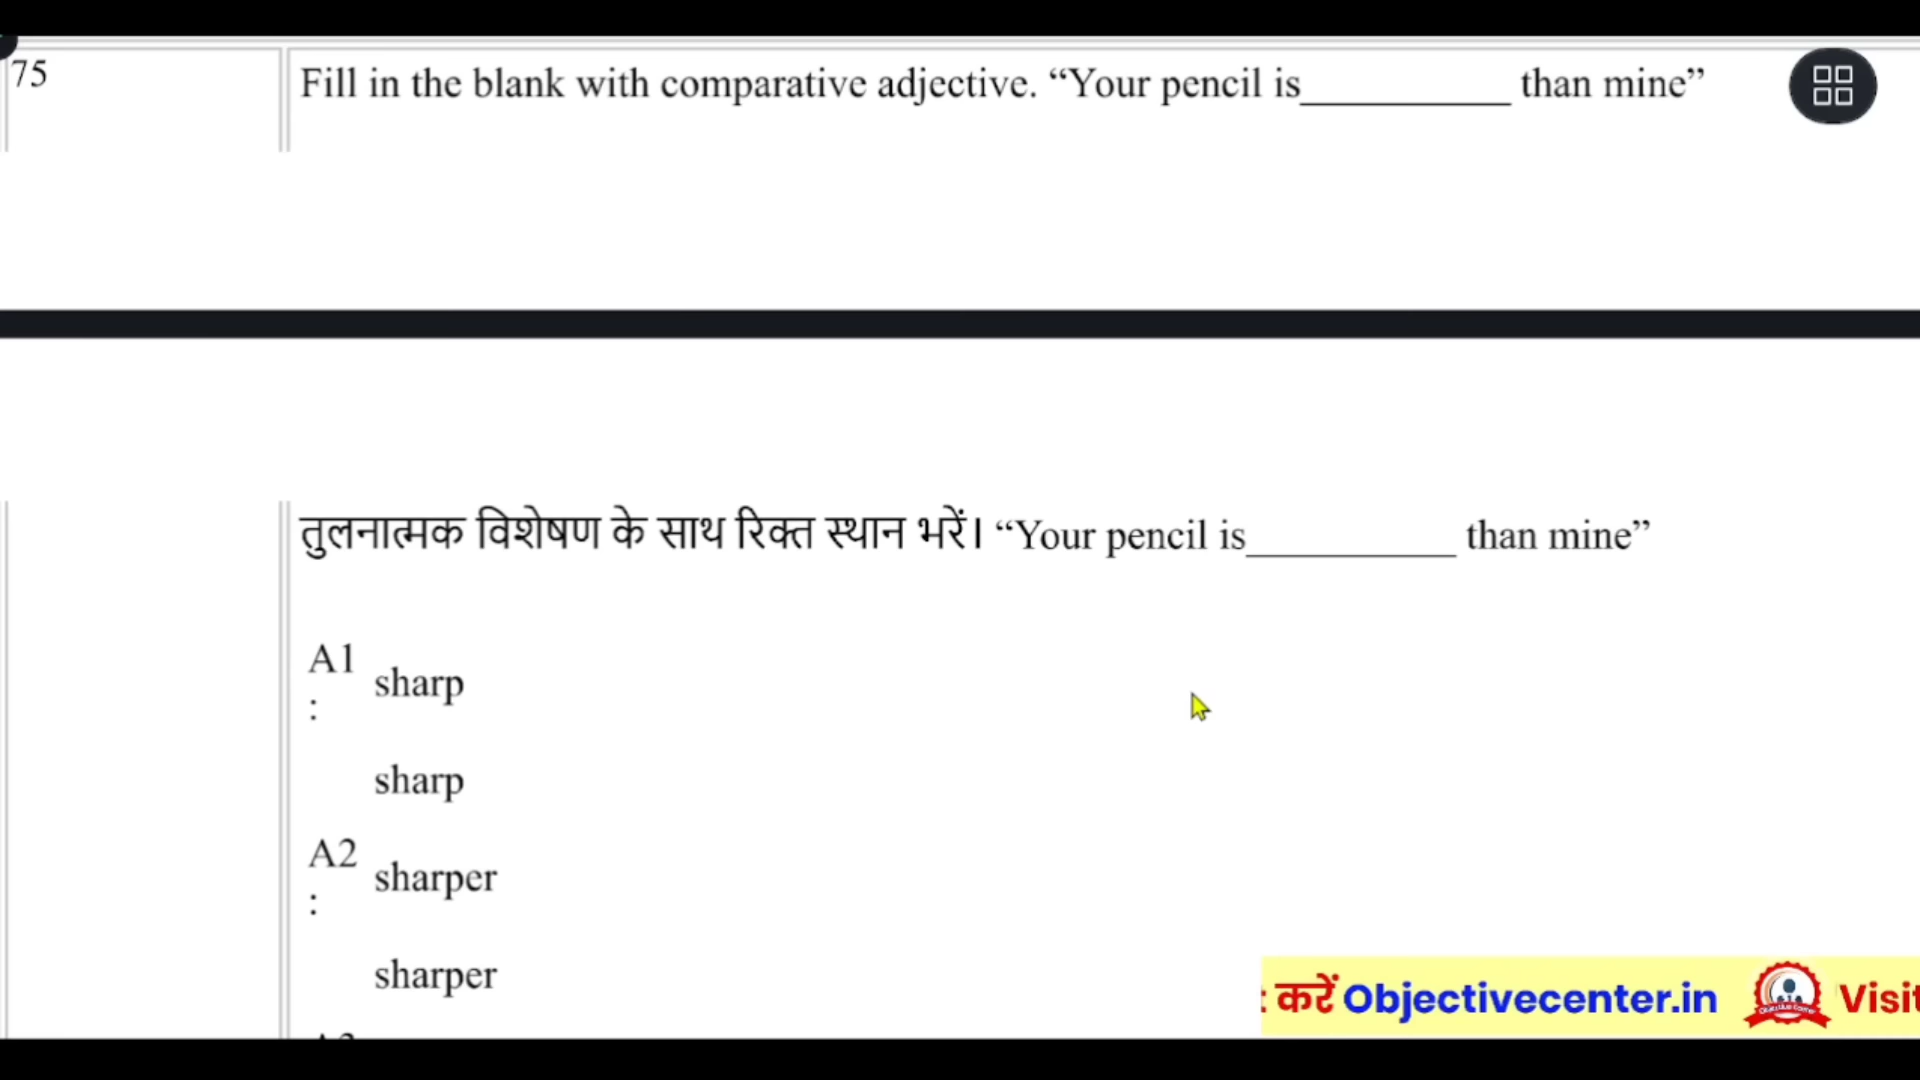 75
Fill in the blank with comparative adjective. “Your pencil is__________ than mine”
तुलनात्मक विशेषण के साथ रिक्त स्थान भरें। “Your pencil is__________ than mine”
A1
:
sharp
sharp
A2
:
sharper
sharper
करें Objectivecenter.in Visit